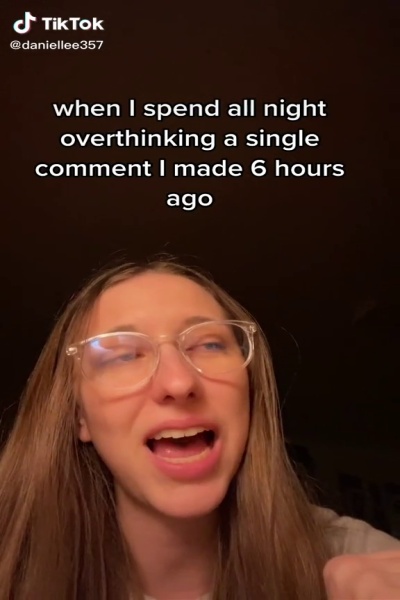 TikTok
@daniellee357
when I spend all night
overthinking a single
comment I made 6 hours
ago